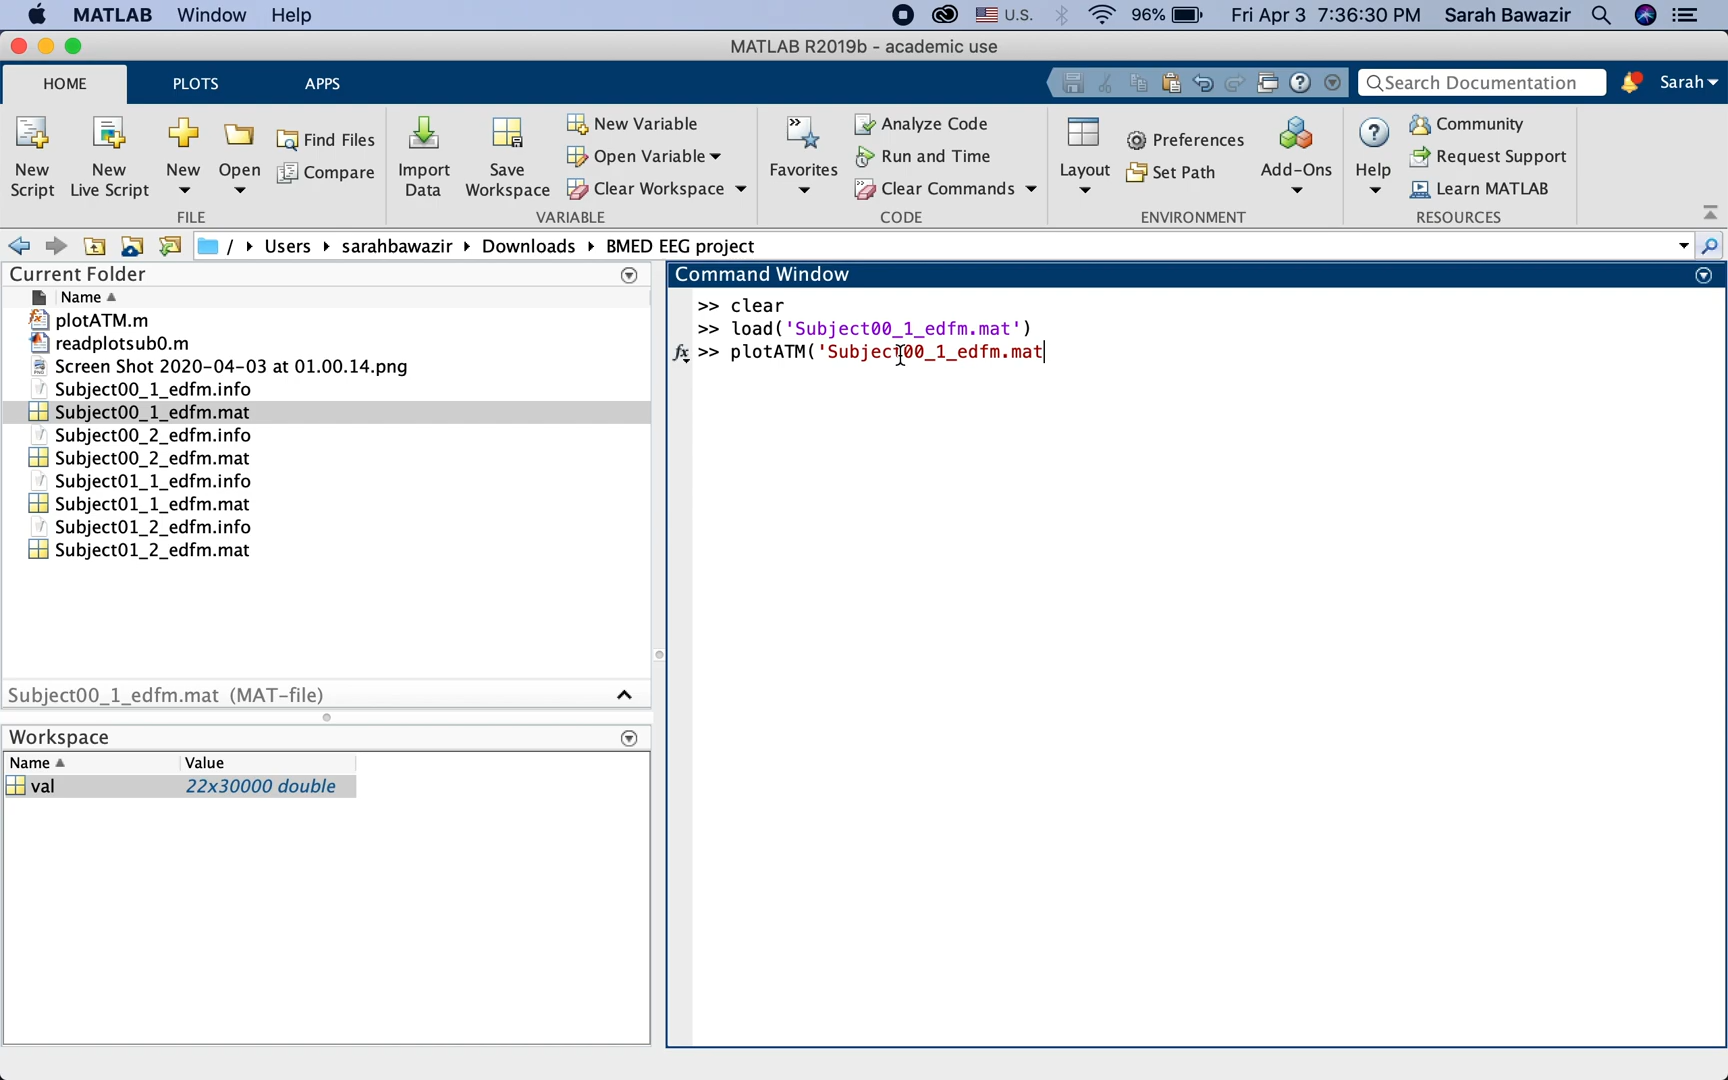 MATLAB Window Help U.S. 96% Fri Apr 3 7:36:30 PM Sarah Bawazir
MATLAB R2019b - academic use
HOME PLOTS APPS Search Documentation Sarah
New Script New Live Script New Open Find Files Compare FILE
Import Data Save Workspace New Variable Open Variable Clear Workspace VARIABLE
Favorites Analyze Code Run and Time Clear Commands CODE
Layout Preferences Set Path Add-Ons ENVIRONMENT
Help Community Request Support Learn MATLAB RESOURCES
/ Users sarahbawazir Downloads BMED EEG project
Current Folder
Name
plotATM.m
readplotsub0.m
Screen Shot 2020-04-03 at 01.00.14.png
Subject00_1_edfm.info
Subject00_1_edfm.mat
Subject00_2_edfm.info
Subject00_2_edfm.mat
Subject01_1_edfm.info
Subject01_1_edfm.mat
Subject01_2_edfm.info
Subject01_2_edfm.mat
Subject00_1_edfm.mat (MAT-file)
Workspace
Name Value
val 22x30000 double
Command Window
>> clear
>> load('Subject00_1_edfm.mat')
fx >> plotATM('Subject00_1_edfm.mat